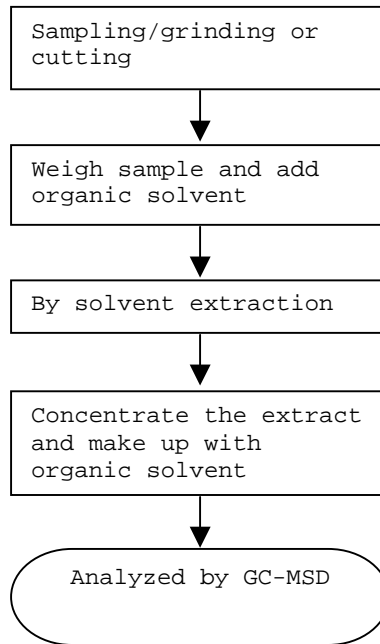 Sampling/grinding or
cutting
Weigh sample and add
organic solvent
By solvent extraction
Concentrate the extract
and make up with
organic solvent
Analyzed by GC-MSD